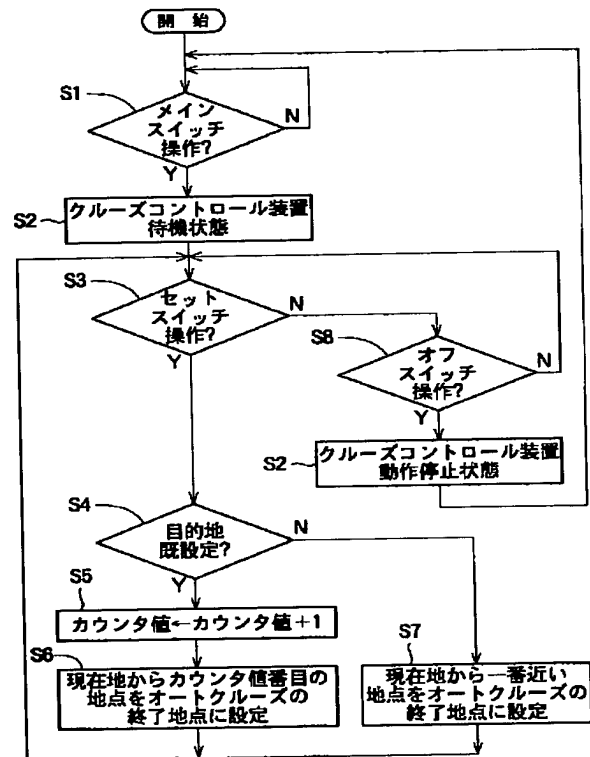 開始
S1
メイン
スイッチ
操作?
N
Y
S2
クルーズコントロール装置
待機状態
S3
セット
スイッチ
操作?
N
Y
S8
オフ
スイッチ
操作?
N
Y
S2
クルーズコントロール装置
動作停止状態
S4
目的地
既設定?
N
Y
S5
カウンタ値←カウンタ値+1
S6
現在地からカウンタ値番目の
地点をオートクルーズの
終了地点に設定
S7
現在地から一番近い
地点をオートクルーズの
終了地点に設定